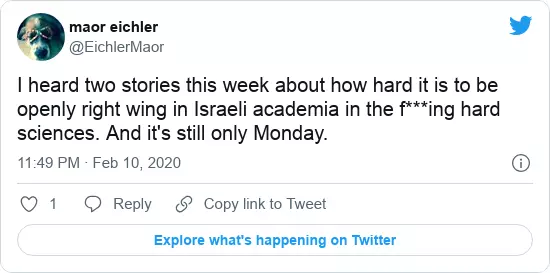 maor eichler
@EichlerMaor
I heard two stories this week about how hard it is to be
openly right wing in Israeli academia in the f***ing hard
sciences. And it's still only Monday.
11:49 PM · Feb 10, 2020
1 Reply Copy link to Tweet
Explore what's happening on Twitter